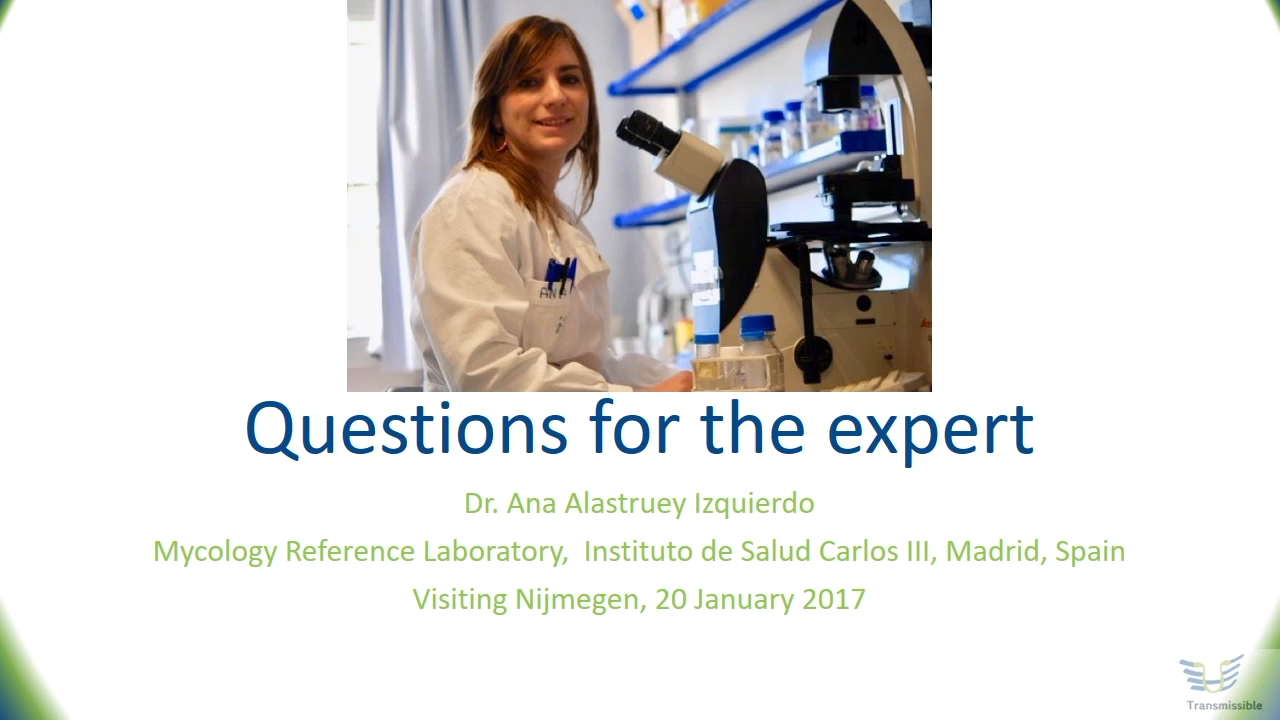 ANA
Questions for the expert
Dr. Ana Alastruey Izquierdo
Mycology Reference Laboratory,  Instituto de Salud Carlos III, Madrid, Spain
Visiting Nijmegen, 20 January 2017
Transmissible